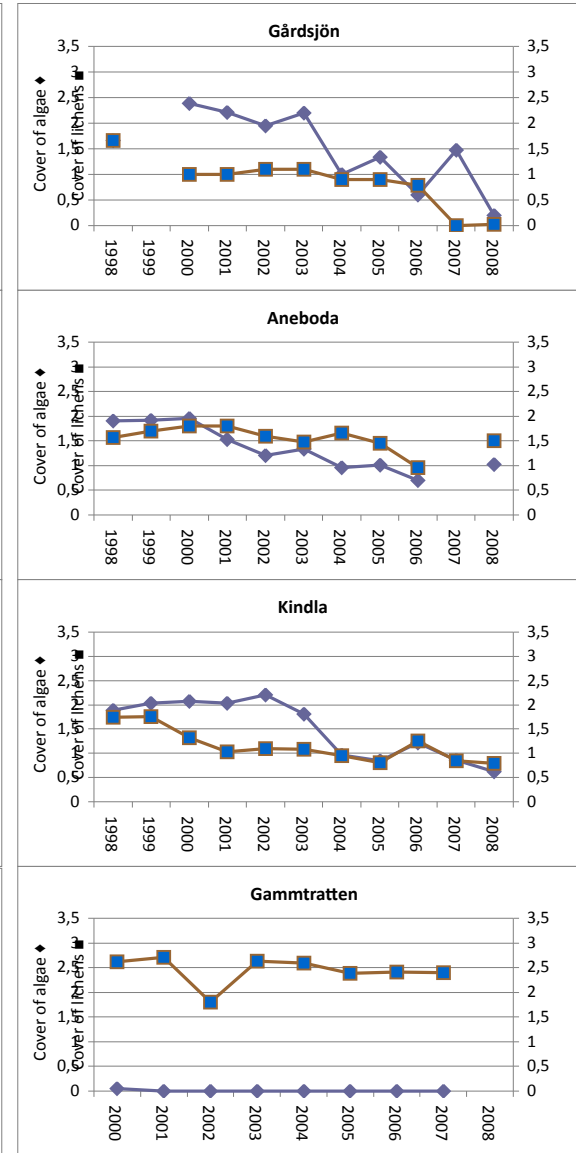 Gårdsjön
Cover of algae ◆
Cover of lichens ■
3,5 3 2,5 2 1,5 1 0,5 0
3,5 3 2,5 2 1,5 1 0,5 0
1998 1999 2000 2001 2002 2003 2004 2005 2006 2007 2008
Aneboda
Cover of algae ◆
Cover of lichens ■
3,5 3 2,5 2 1,5 1 0,5 0
3,5 3 2,5 2 1,5 1 0,5 0
1998 1999 2000 2001 2002 2003 2004 2005 2006 2007 2008
Kindla
Cover of algae ◆
Cover of lichens ■
3,5 3 2,5 2 1,5 1 0,5 0
3,5 3 2,5 2 1,5 1 0,5 0
1998 1999 2000 2001 2002 2003 2004 2005 2006 2007 2008
Gammtratten
Cover of algae ◆
Cover of lichens ■
3,5 3 2,5 2 1,5 1 0,5 0
3,5 3 2,5 2 1,5 1 0,5 0
2000 2001 2002 2003 2004 2005 2006 2007 2008